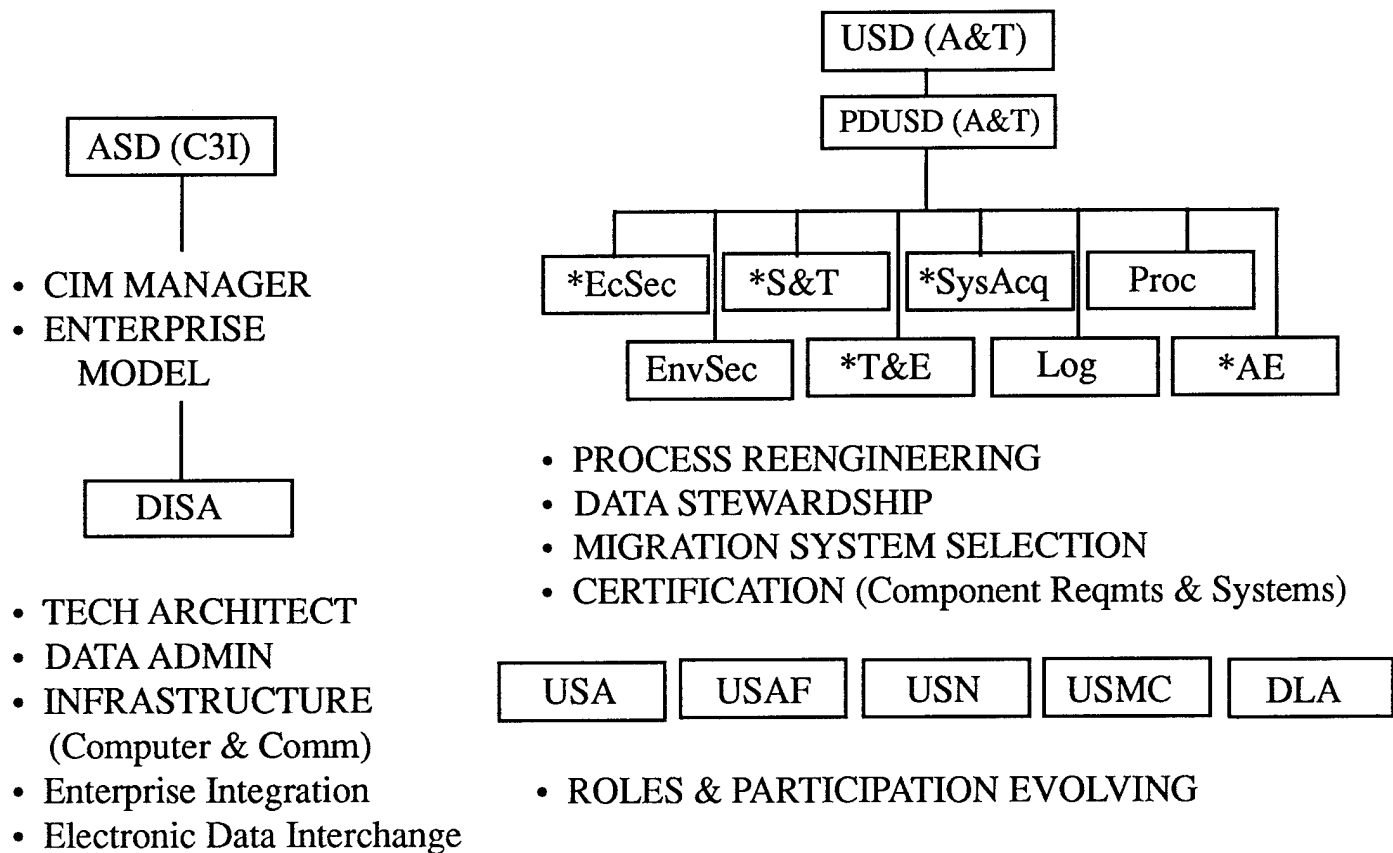 ASD (C3I)
• CIM MANAGER
• ENTERPRISE
MODEL
DISA
• TECH ARCHITECT
• DATA ADMIN
• INFRASTRUCTURE
(Computer & Comm)
• Enterprise Integration
• Electronic Data Interchange
USD (A&T)
PDUSD (A&T)
*EcSec *S&T *SysAcq Proc
EnvSec *T&E Log *AE
• PROCESS REENGINEERING
• DATA STEWARDSHIP
• MIGRATION SYSTEM SELECTION
• CERTIFICATION (Component Reqmts & Systems)
USA USAF USN USMC DLA
• ROLES & PARTICIPATION EVOLVING